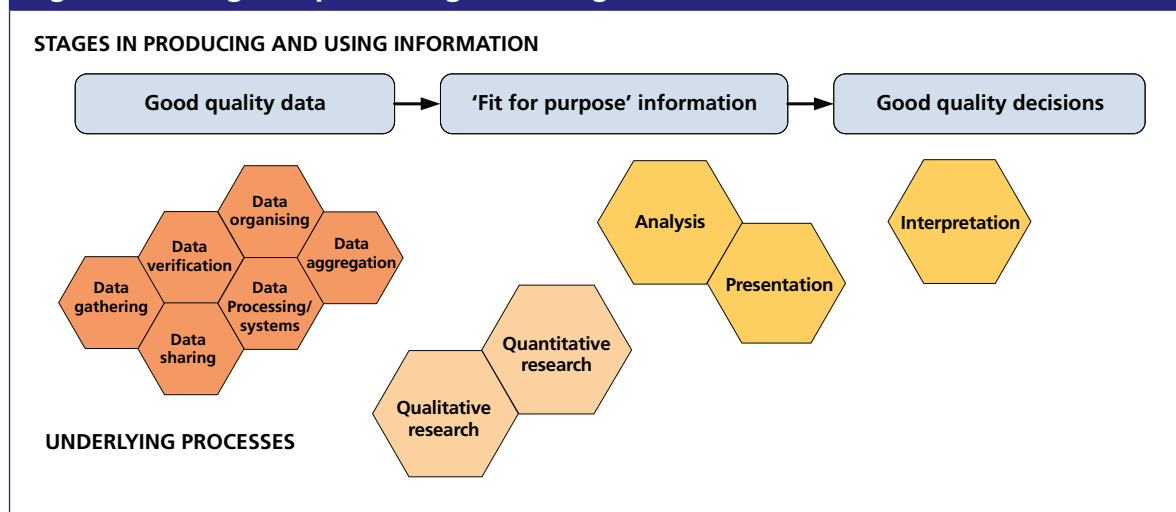 STAGES IN PRODUCING AND USING INFORMATION
Good quality data
‘Fit for purpose’ information
Good quality decisions
Data
organising
Data
verification
Data
aggregation
Data
gathering
Data
Processing/
systems
Data
sharing
Analysis
Presentation
Interpretation
Quantitative
research
Qualitative
research
UNDERLYING PROCESSES